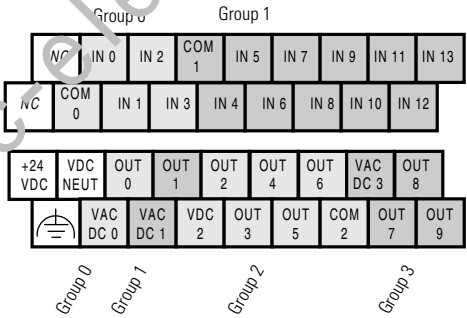 Group 0 Group 1
NC IN 0 IN 2 COM 1 IN 5 IN 7 IN 9 IN 11 IN 13
NC COM 0 IN 1 IN 3 IN 4 IN 6 IN 8 IN 10 IN 12
+24 VDC VDC NEUT OUT 0 OUT 1 OUT 2 OUT 4 OUT 6 VAC DC 3 OUT 8
VAC DC 0 VAC DC 1 VDC 2 OUT 3 OUT 5 COM 2 OUT 7 OUT 9
Group 0 Group 1 Group 2 Group 3